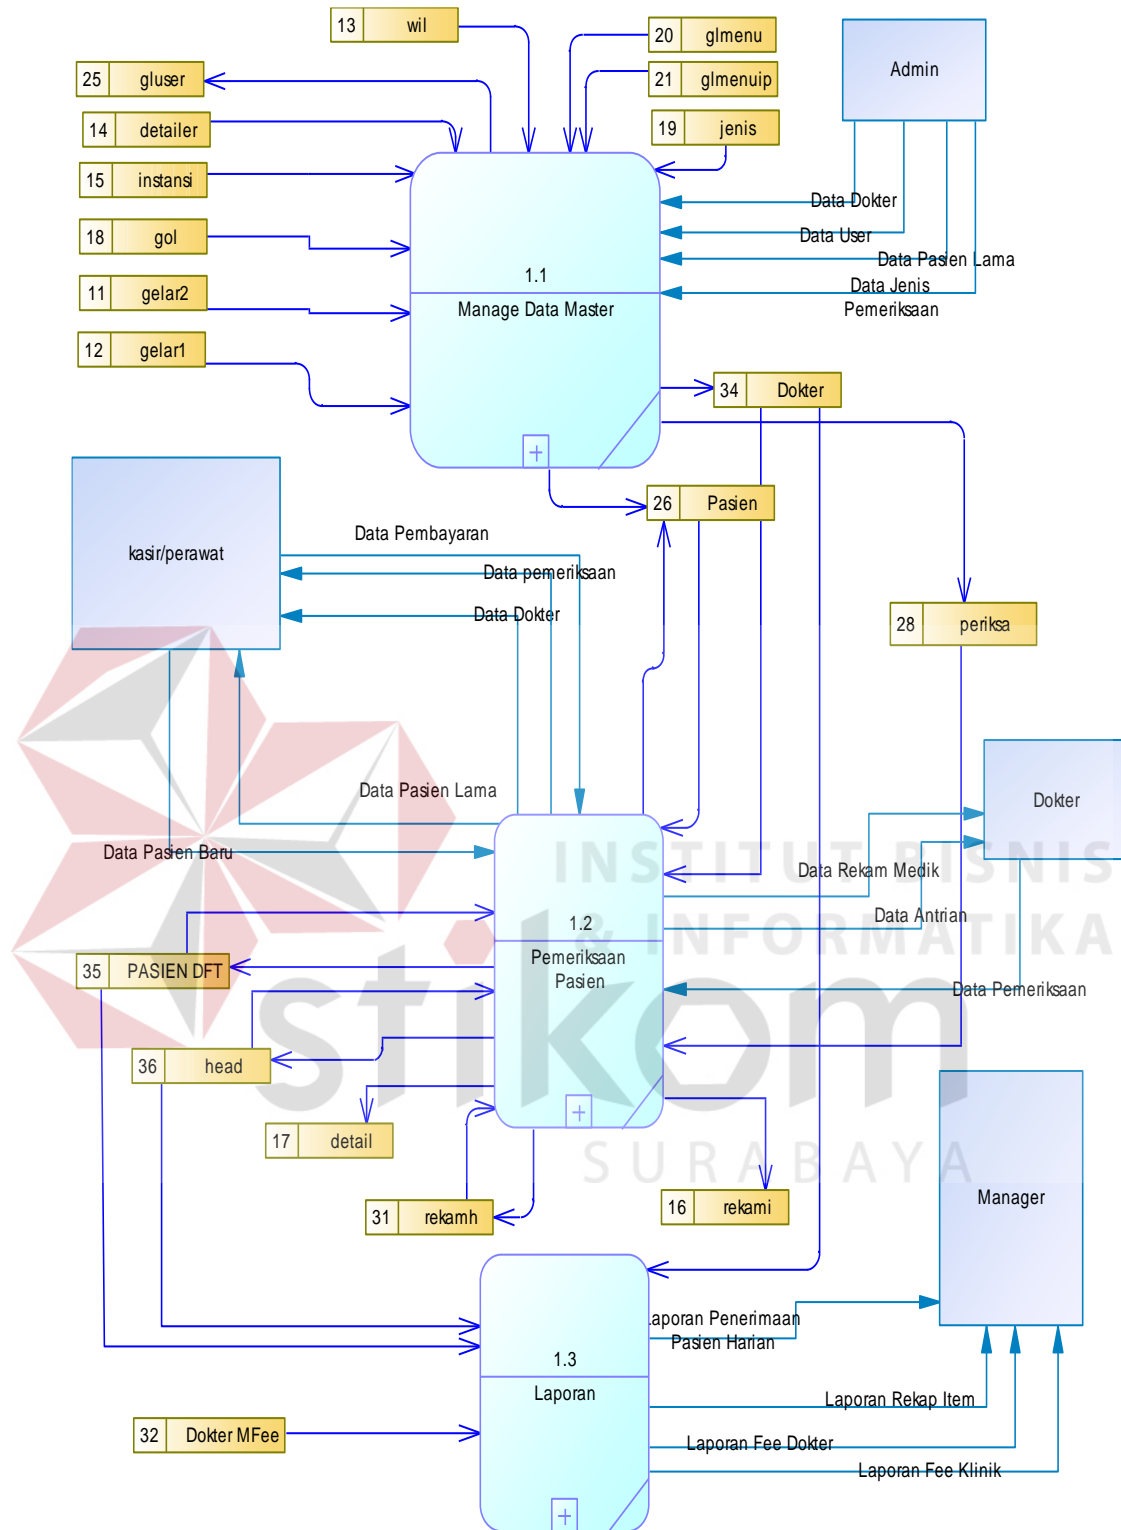 13 wil
20 glmenu
21 glmenuip
25 gluser
14 detailer
19 jenis
Admin
15 instansi
18 gol
11 gelar2
12 gelar1
1.1
Manage Data Master
Data Dokter
Data User
Data Pasien Lama
Data Jenis
Pemeriksaan
34 Dokter
26 Pasien
kasir/perawat
Data Pembayaran
Data pemeriksaan
Data Dokter
28 periksa
Data Pasien Lama
Data Pasien Baru
Dokter
Data Rekam Medik
Data Antrian
Data Pemeriksaan
1.2
Pemeriksaan
Pasien
35 PASIEN DFT
36 head
17 detail
31 rekamh
16 rekami
INSTITUT BISNIS
& INFORMATIKA
stikom
SURABAYA
Manager
1.3
Laporan
Laporan Penerimaan
Pasien Harian
Laporan Rekap Item
Laporan Fee Dokter
Laporan Fee Klinik
32 Dokter MFee